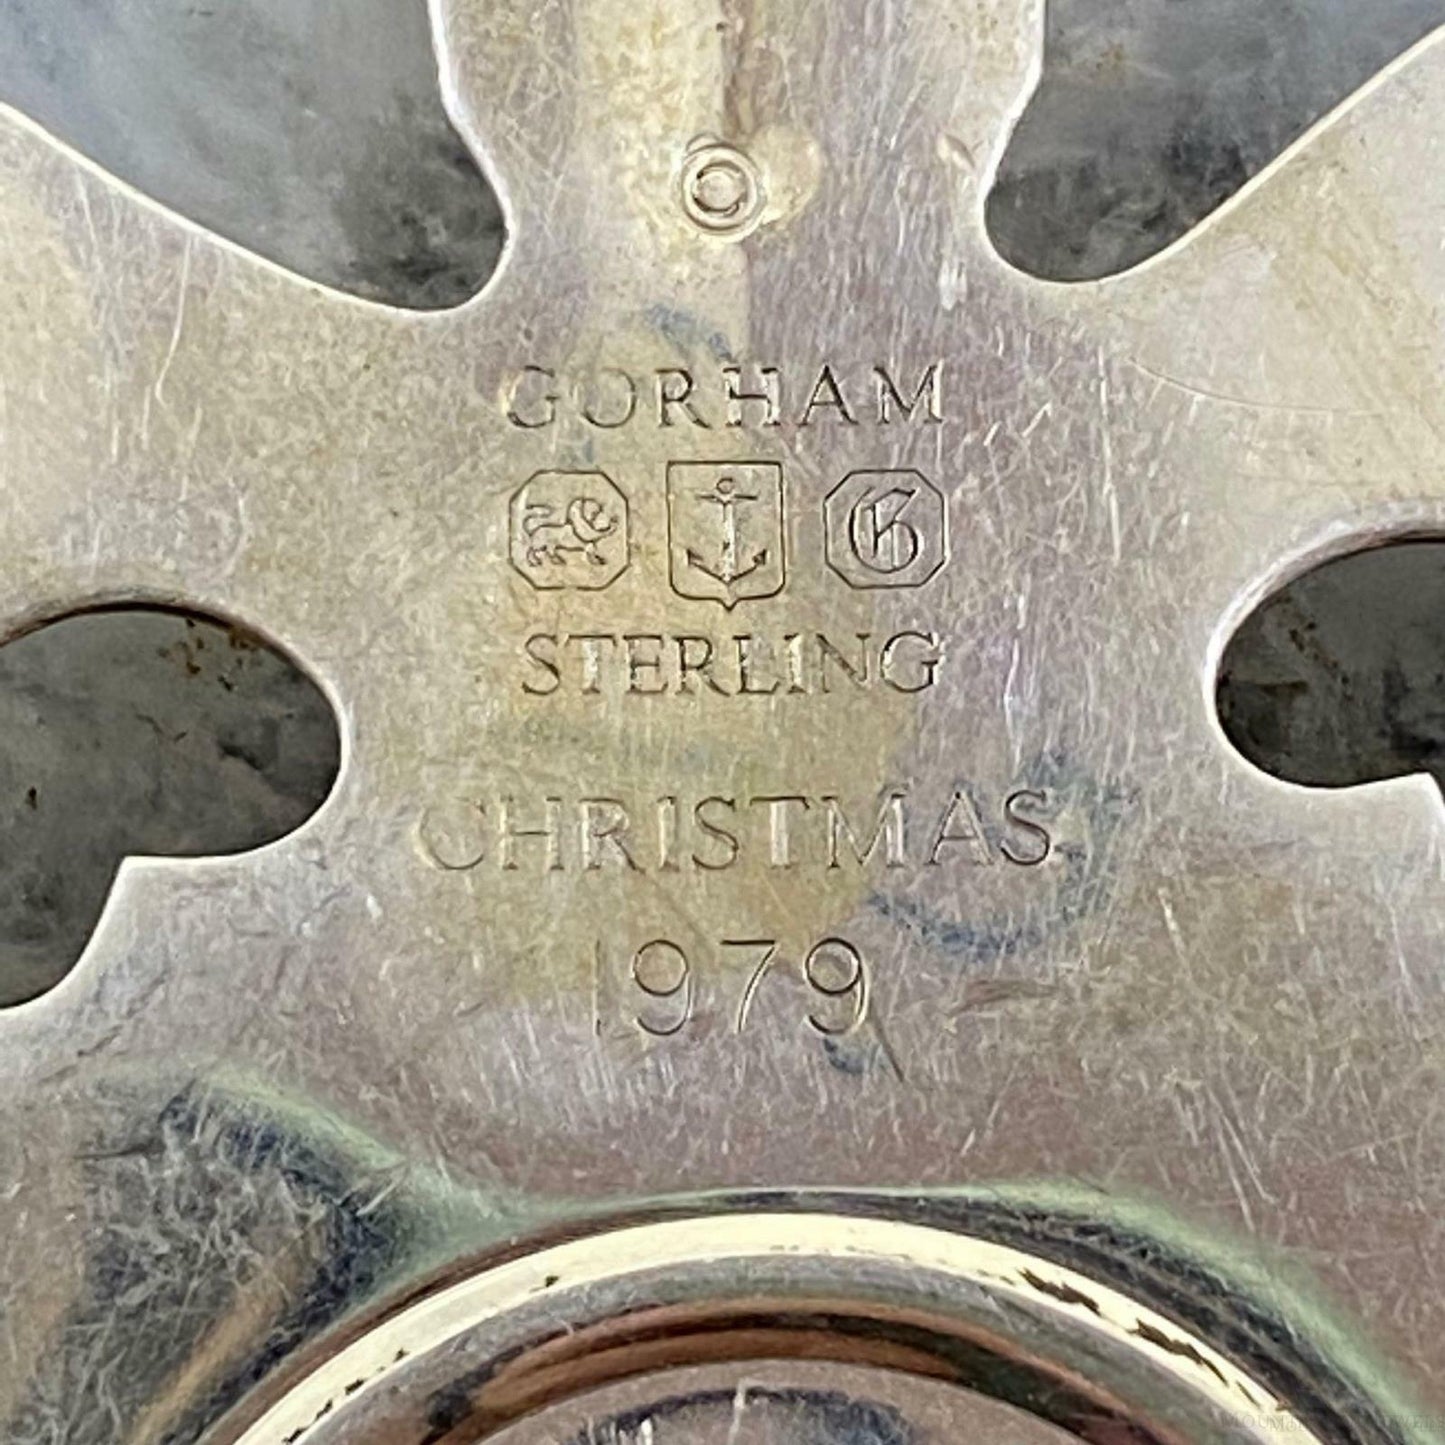 GORHAM
G
STERLING
CHRISTMAS
1979